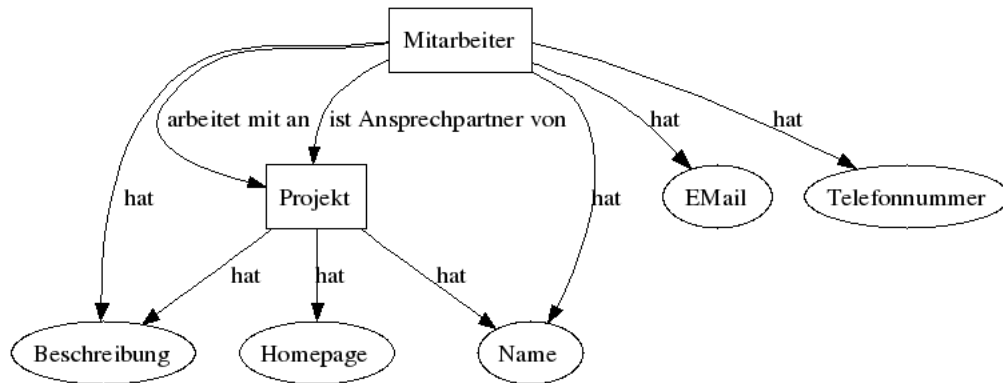 Mitarbeiter
arbeitet mit an
ist Ansprechpartner von
hat
hat
Projekt
EMail
Telefonnummer
hat
hat
hat
hat
hat
hat
Beschreibung
Homepage
Name